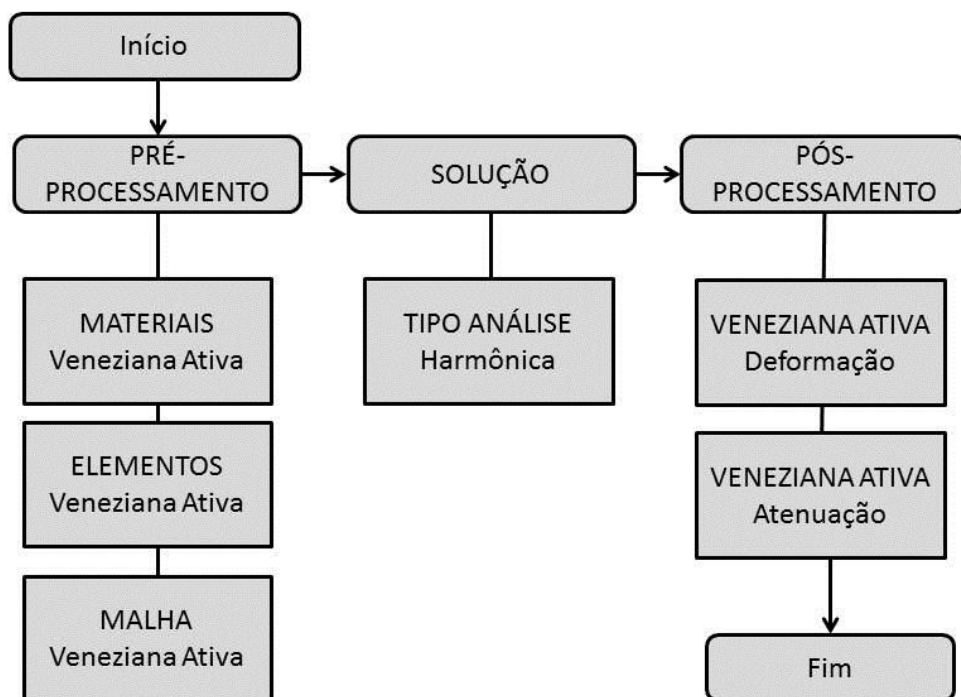 Início
PRÉ-
PROCESSAMENTO
SOLUÇÃO
PÓS-
PROCESSAMENTO
MATERIAIS
Veneziana Ativa
TIPO ANÁLISE
Harmônica
VENEZIANA ATIVA
Deformação
ELEMENTOS
Veneziana Ativa
VENEZIANA ATIVA
Atenuação
MALHA
Veneziana Ativa
Fim